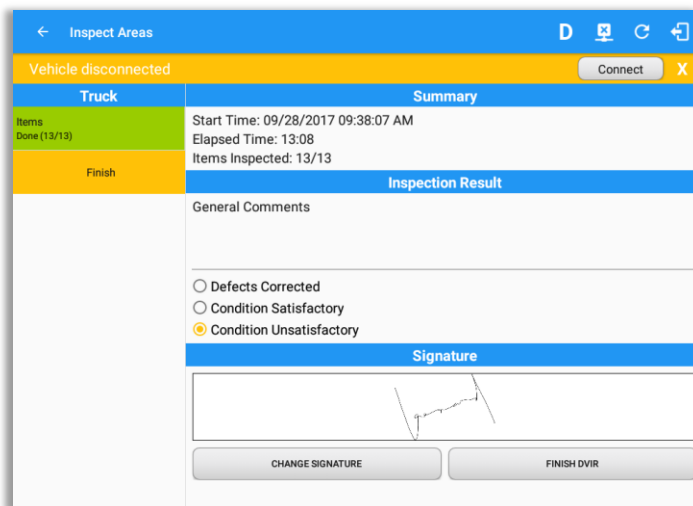 Inspect Areas
D
Vehicle disconnected
Connect
X
Truck
Items
Done (13/13)
Finish
Summary
Start Time: 09/28/2017 09:38:07 AM
Elapsed Time: 13:08
Items Inspected: 13/13
Inspection Result
General Comments
Defects Corrected
Condition Satisfactory
Condition Unsatisfactory
Signature
CHANGE SIGNATURE
FINISH DVIR